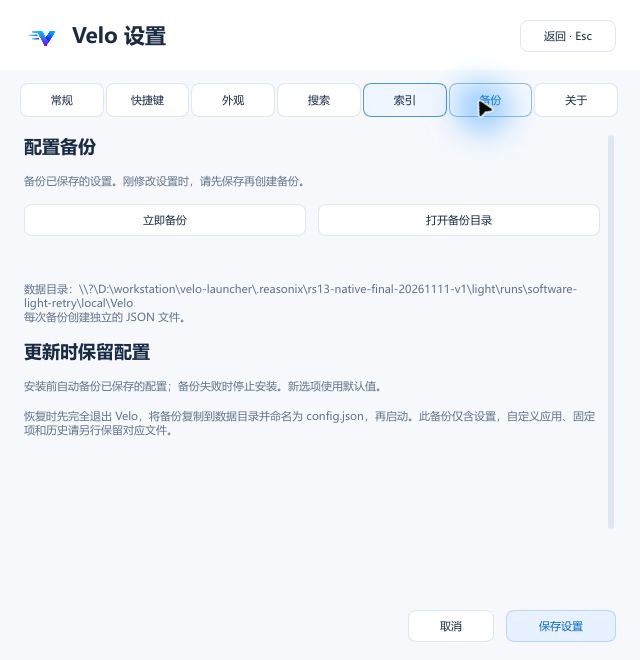 Velo 设置
返回 · Esc
常规
快捷键
外观
搜索
索引
备份
关于
配置备份
备份已保存的设置。刚修改设置时，请先保存再创建备份。
立即备份
打开备份目录
数据目录：\\?\D:\workstation\velo-launcher\.reasonix\rs13-native-final-20261111-v1\light\runs\software-
light-retry\local\Velo
每次备份创建独立的 JSON 文件。
更新时保留配置
安装前自动备份已保存的配置；备份失败时停止安装。新选项使用默认值。
恢复时先完全退出 Velo，将备份复制到数据目录并命名为 config.json，再启动。此备份仅含设置，自定义应用、固定
项和历史请另行保留对应文件。
取消
保存设置